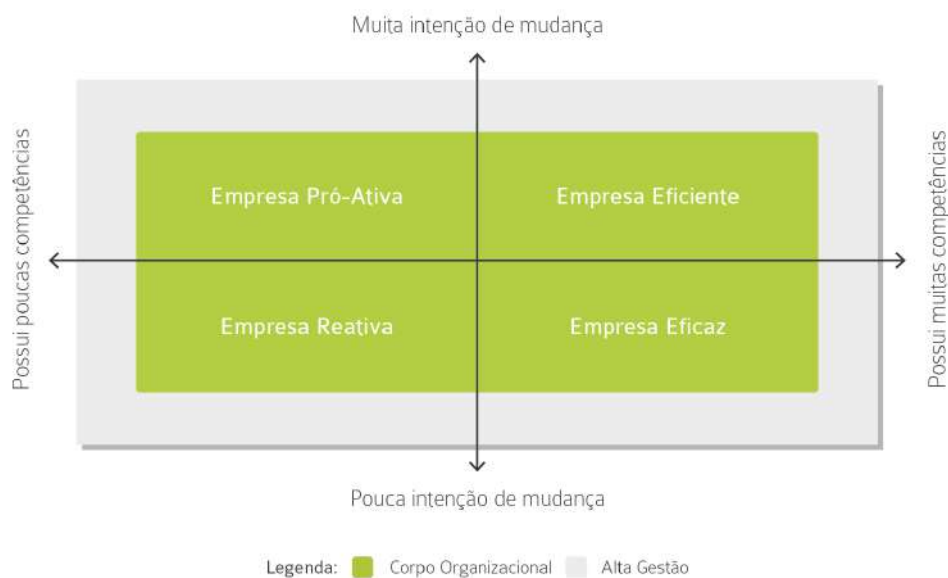 Muita intenção de mudança
Possui poucas competências
Empresa Pró-Ativa
Empresa Eficiente
Possui muitas competências
Empresa Reativa
Empresa Eficaz
Pouca intenção de mudança
Legenda: Corpo Organizacional Alta Gestão